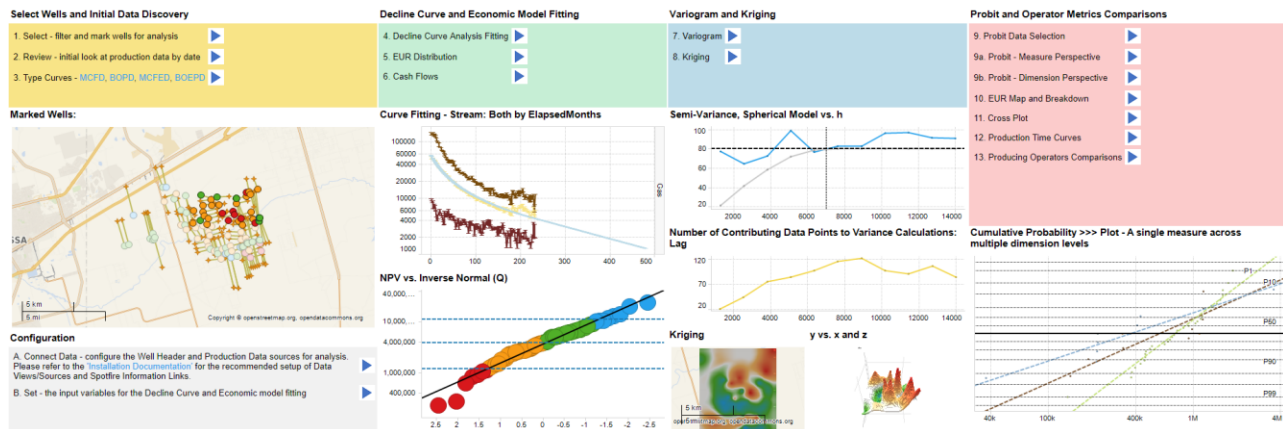 Select Wells and Initial Data Discovery
1. Select - filter and mark wells for analysis
2. Review - initial look at production data by date
3. Type Curves - MCFD, BOPD, MCFED, BOEPD
Decline Curve and Economic Model Fitting
4. Decline Curve Analysis Fitting
5. EUR Distribution
6. Cash Flows
Variogram and Kriging
7. Variogram
8. Kriging
Probit and Operator Metrics Comparisons
9. Probit Data Selection
9a. Probit - Measure Perspective
9b. Probit - Dimension Perspective
10. EUR Map and Breakdown
11. Cross Plot
12. Production Time Curves
13. Producing Operators Comparisons
Marked Wells:
SSA
5 km
5 mi
Copyright © openstreetmap.org, opendatacommons.org
Configuration
A. Connect Data - configure the Well Header and Production Data sources for analysis.
Please refer to the 'Installation Documentation' for the recommended setup of Data
Views/Sources and Spotfire Information Links.
B. Set - the input variables for the Decline Curve and Economic model fitting
Curve Fitting - Stream: Both by ElapsedMonths
100000
40000
20000
10000
6000
4000
2000
1000
0
100
200
300
400
500
Gas
NPV vs. Inverse Normal (Q)
40,000,...
10,000,...
4,000,000
1,000,000
400,000
2.5
2
1.5
1
0.5
0
-0.5
-1
-1.5
-2
-2.5
Semi-Variance, Spherical Model vs. h
100
80
60
40
20
2000
4000
6000
8000
10000
12000
14000
Number of Contributing Data Points to Variance Calculations:
Lag
120
80
20
2000
4000
6000
8000
10000
12000
14000
Kriging
5 km
y vs. x and z
Cumulative Probability >>> Plot - A single measure across
multiple dimension levels
P1
P10
P60
P90
P99
40k
100k
400k
1M
4M